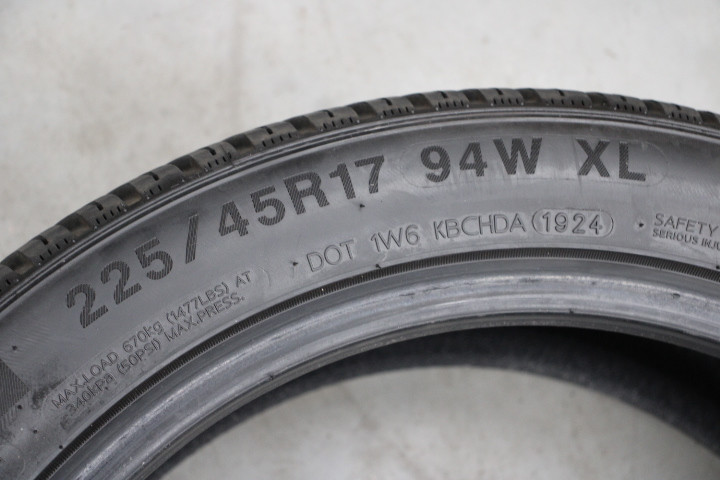 225/45R17 94W XL
DOT 1W6 KBCHDA 1924
SAFETY
SERIOUS INJ
MAX.LOAD 670kg (1477LBS) AT
340kPa (50PSI) MAX.PRESS.